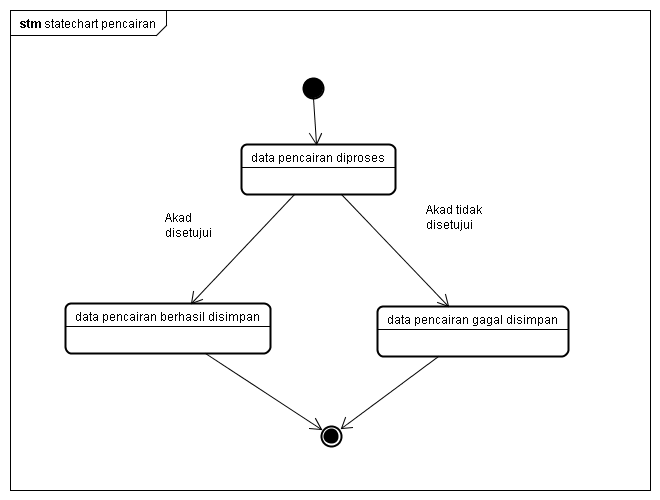 stm statechart pencairan
data pencairan diproses
Akad
disetujui
Akad tidak
disetujui
data pencairan berhasil disimpan
data pencairan gagal disimpan